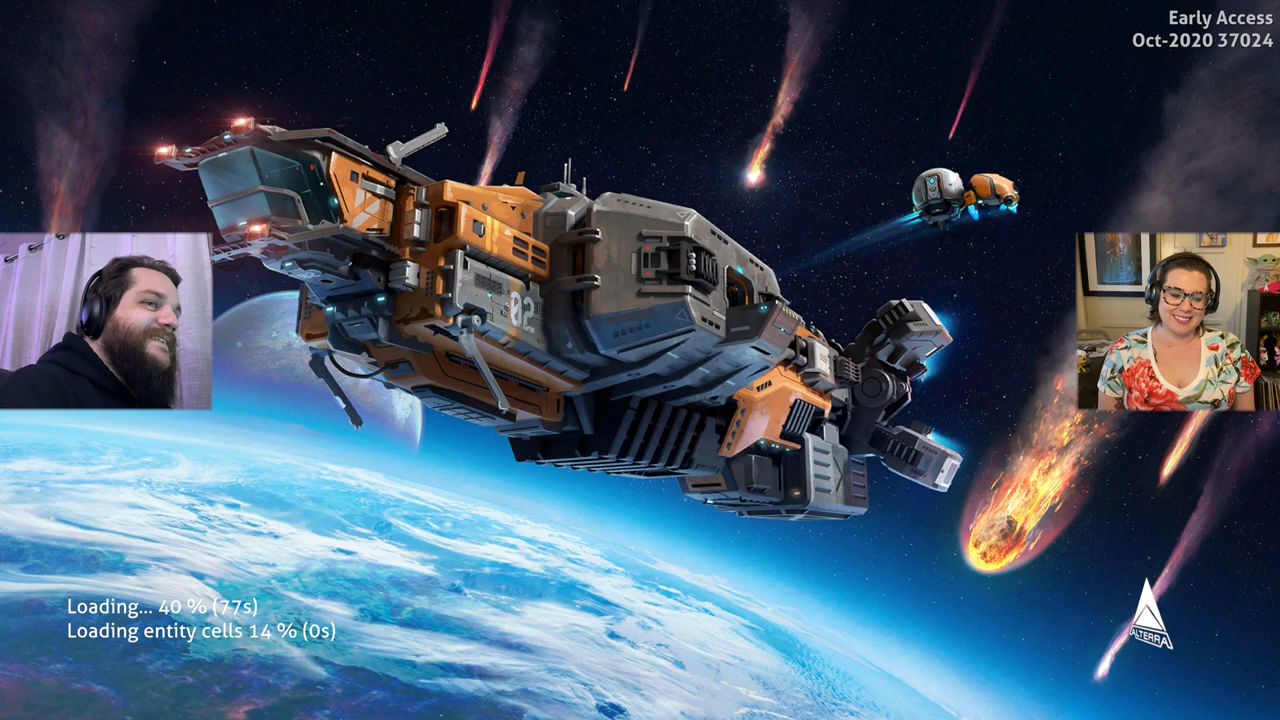 Early Access
Oct-2020 37024
02
Loading... 40 % (77s)
Loading entity cells 14 % (0s)
ALTERRA